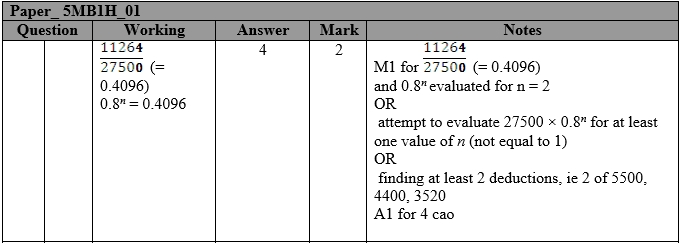 Paper_ 5MB1H_01
Question Working Answer Mark Notes
11264
27500 (=
0.4096)
0.8ⁿ = 0.4096
4
2
11264
M1 for 27500 (= 0.4096)
and 0.8ⁿ evaluated for n = 2
OR
attempt to evaluate 27500 × 0.8ⁿ for at least
one value of n (not equal to 1)
OR
finding at least 2 deductions, ie 2 of 5500,
4400, 3520
A1 for 4 cao